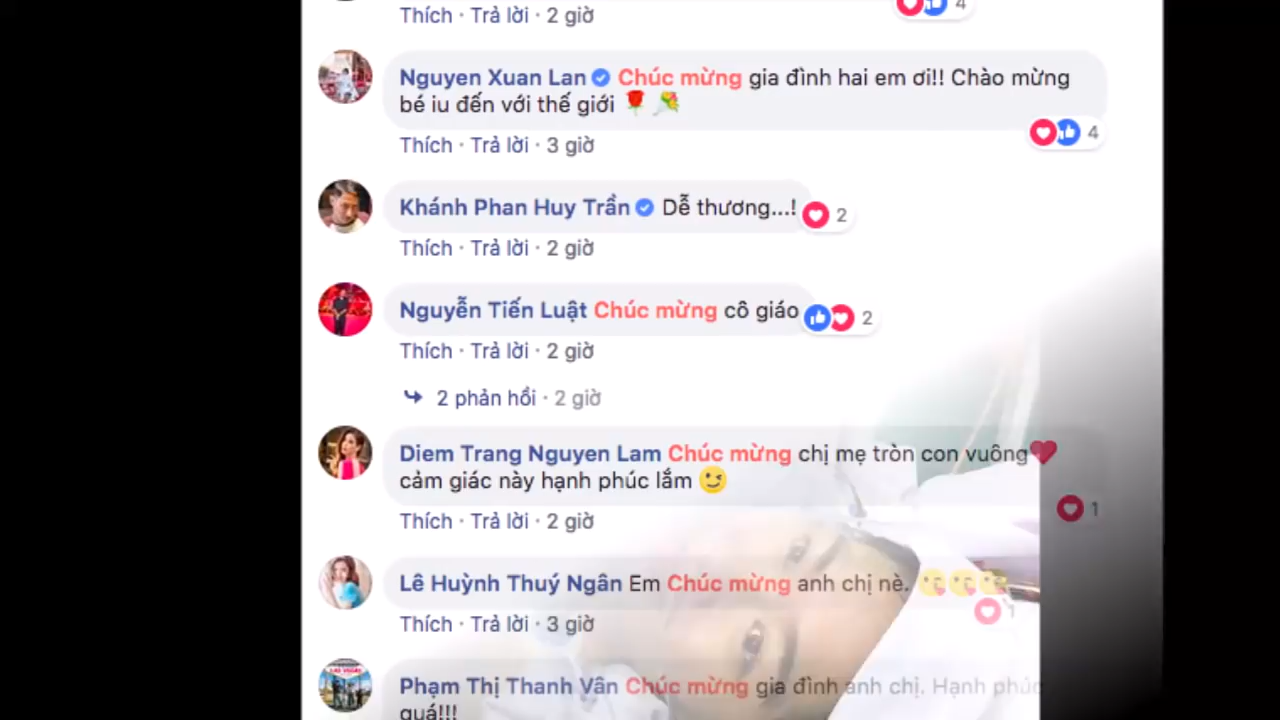 Thích · Trả lời · 2 giờ
4
Nguyen Xuan Lan Chúc mừng gia đình hai em ơi!! Chào mừng
bé iu đến với thế giới
4
Thích · Trả lời · 3 giờ
Khánh Phan Huy Trần Dễ thương...!
2
Thích · Trả lời · 2 giờ
Nguyễn Tiến Luật Chúc mừng cô giáo
2
Thích · Trả lời · 2 giờ
2 phản hồi · 2 giờ
Diem Trang Nguyen Lam Chúc mừng chị mẹ tròn con vuông
cảm giác này hạnh phúc lắm
1
Thích · Trả lời · 2 giờ
Lê Huỳnh Thuý Ngân Em Chúc mừng anh chị nè.
1
Thích · Trả lời · 3 giờ
LAS VEGAS
Phạm Thị Thanh Vân Chúc mừng gia đình anh chị. Hạnh phúc
quá!!!